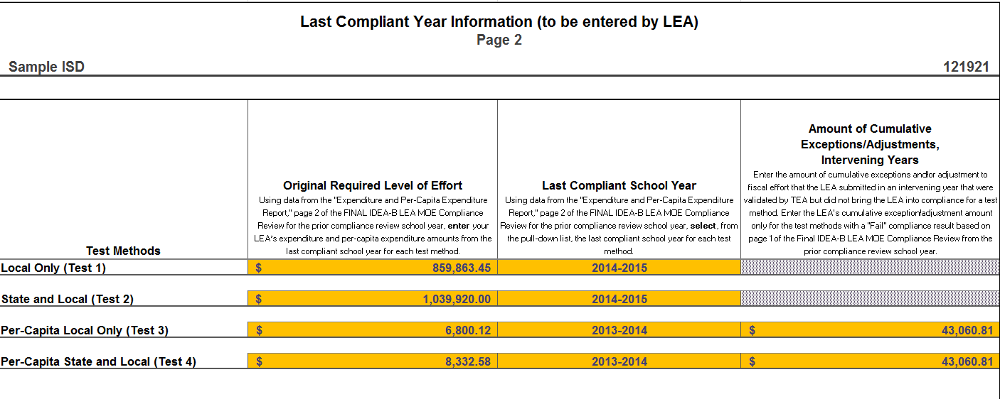 Last Compliant Year Information (to be entered by LEA)
Page 2
Sample ISD 121921
Test Methods
Original Required Level of Effort
Using data from the "Expenditure and Per-Capita Expenditure
Report," page 2 of the FINAL IDEA-B LEA MOE Compliance
Review for the prior compliance review school year, enter your
LEA's expenditure and per-capita expenditure amounts from the
last compliant school year for each test method.
Last Compliant School Year
Using data from the "Expenditure and Per-Capita Expenditure
Report," page 2 of the FINAL IDEA-B LEA MOE Compliance
Review for the prior compliance review school year, select, from
the pull-down list, the last compliant school year for each test
method.
Amount of Cumulative
Exceptions/Adjustments,
Intervening Years
Enter the amount of cumulative exceptions and/or adjustment to
fiscal effort that the LEA submitted in an intervening year that were
validated by TEA but did not bring the LEA into compliance for a test
method. Enter the LEA's cumulative exception/adjustment amount
only for the test methods with a "Fail" compliance result based on
page 1 of the Final IDEA-B LEA MOE Compliance Review from the
prior compliance review school year.
Local Only (Test 1) $ 859,863.45 2014-2015
State and Local (Test 2) $ 1,039,920.00 2014-2015
Per-Capita Local Only (Test 3) $ 6,800.12 2013-2014 $ 43,060.81
Per-Capita State and Local (Test 4) $ 8,332.58 2013-2014 $ 43,060.81